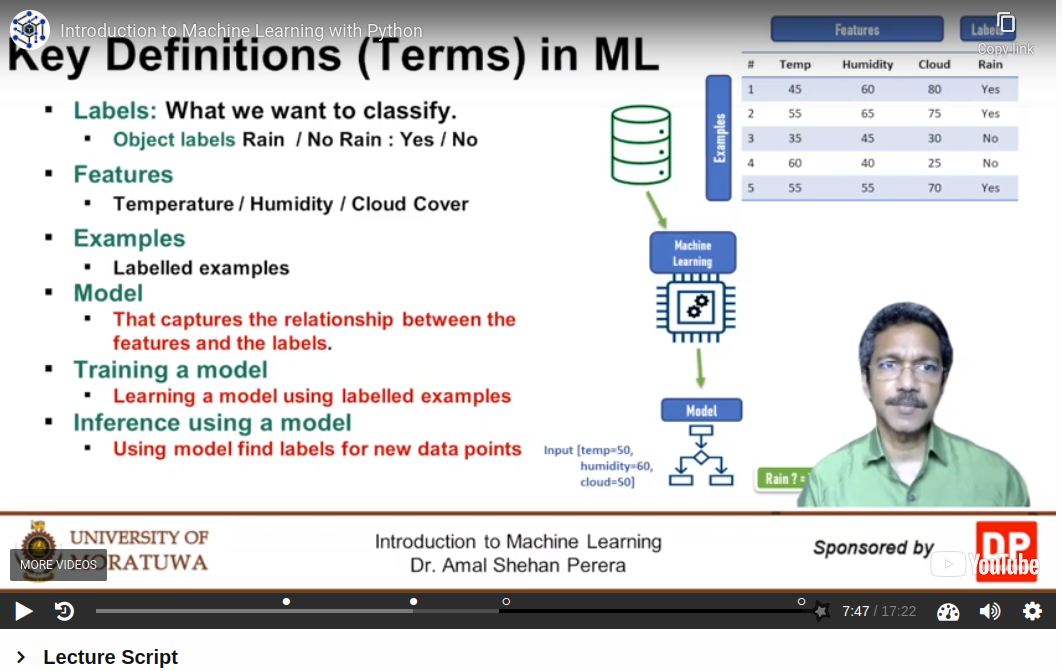 Introduction to Machine Learning with Python
Copy link
Key Definitions (Terms) in ML
Labels: What we want to classify.
Object labels Rain / No Rain : Yes / No
Features
Temperature / Humidity / Cloud Cover
Examples
Labelled examples
Model
That captures the relationship between the
features and the labels.
Training a model
Learning a model using labelled examples
Inference using a model
Using model find labels for new data points
Features Labels
# Temp Humidity Cloud Rain
Examples
1 45 60 80 Yes
2 55 65 75 Yes
3 35 45 30 No
4 60 40 25 No
5 55 55 70 Yes
Machine
Learning
Model
Input [temp=50,
humidity=60,
cloud=50]
Rain ? =
UNIVERSITY OF
MORATUWA
MORE VIDEOS
Introduction to Machine Learning
Dr. Amal Shehan Perera
Sponsored by
DP
YouTube
7:47 / 17:22
Lecture Script